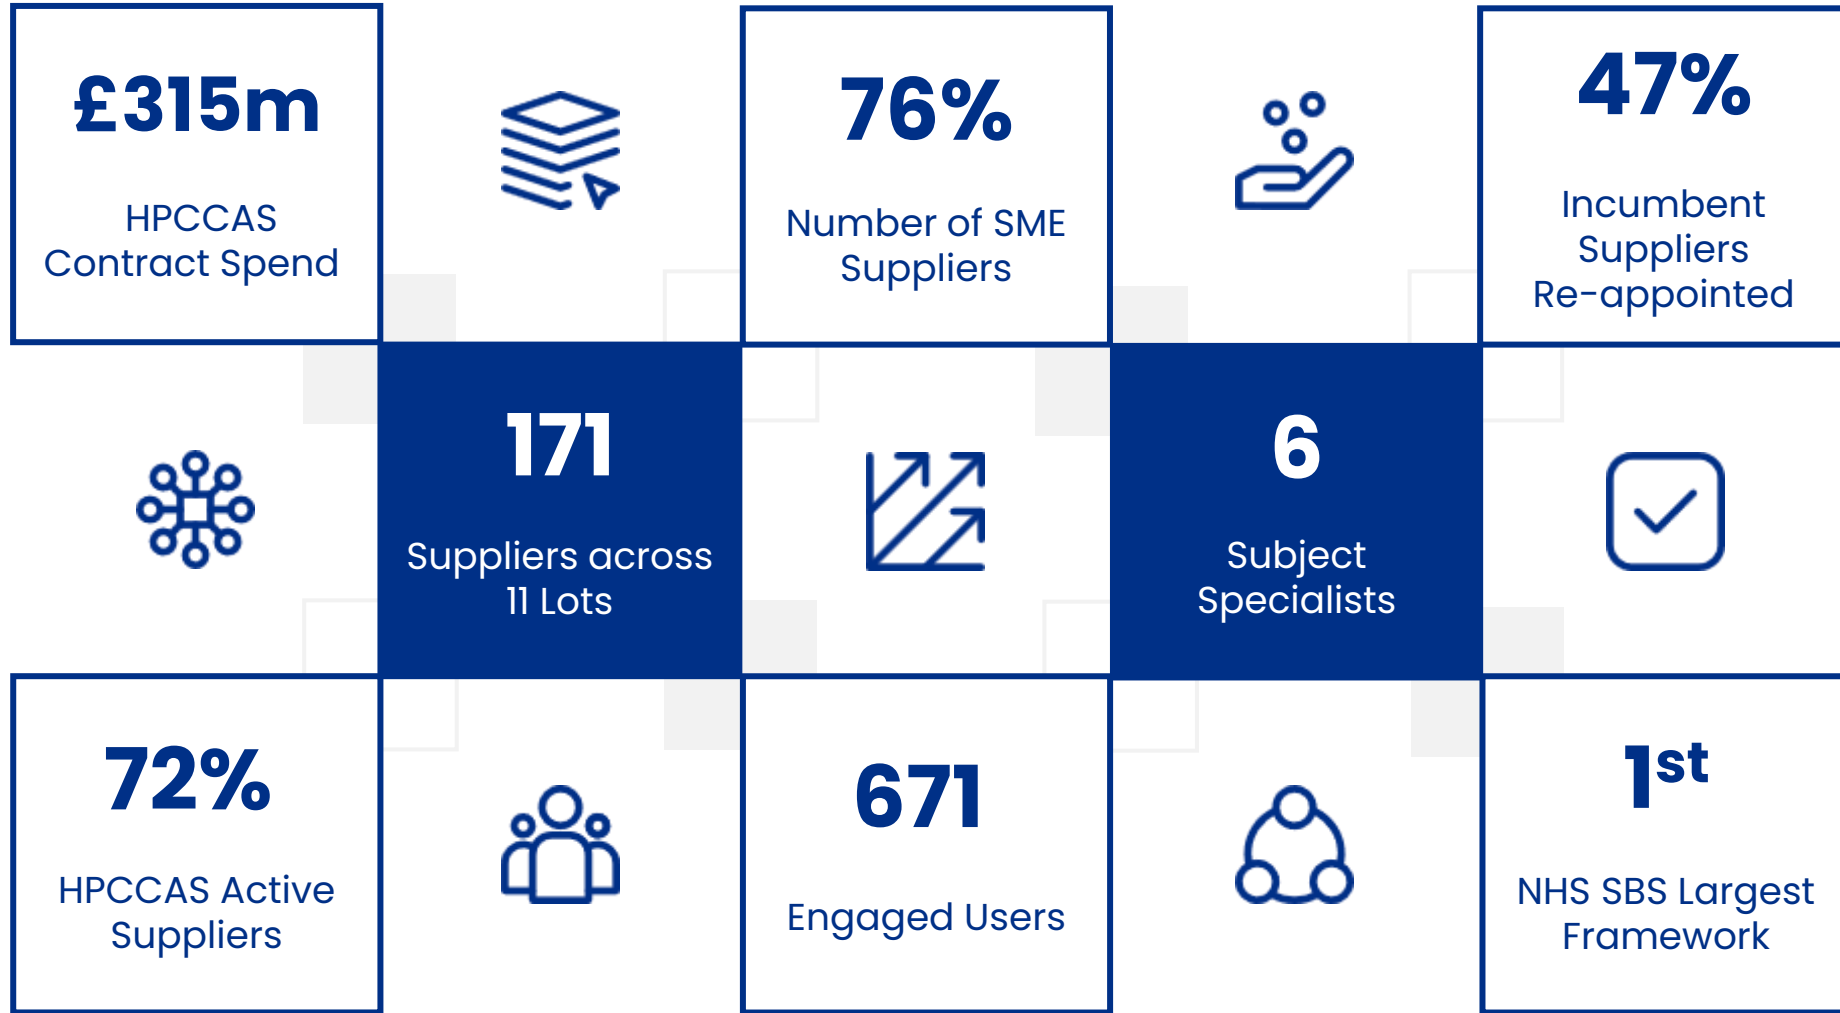 £315m
HPCCAS
Contract Spend
76%
Number of SME
Suppliers
47%
Incumbent
Suppliers
Re-appointed
171
Suppliers across
11 Lots
6
Subject
Specialists
72%
HPCCAS Active
Suppliers
671
Engaged Users
1st
NHS SBS Largest
Framework